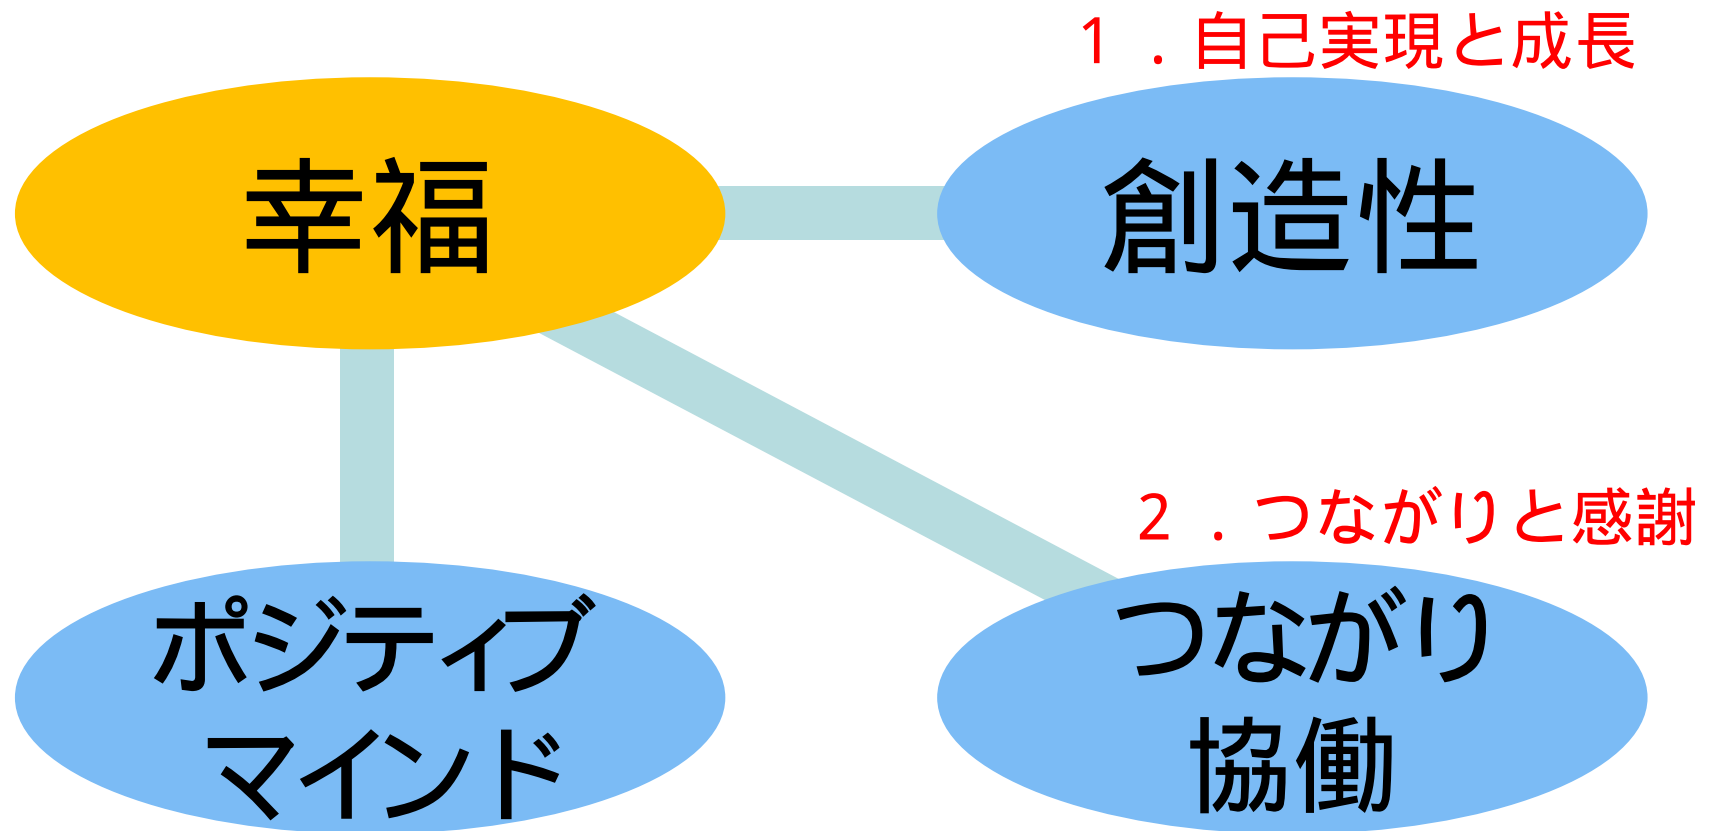 １．自己実現と成長
幸福
創造性
２．つながりと感謝
ポジティブ
マインド
つながり
協働